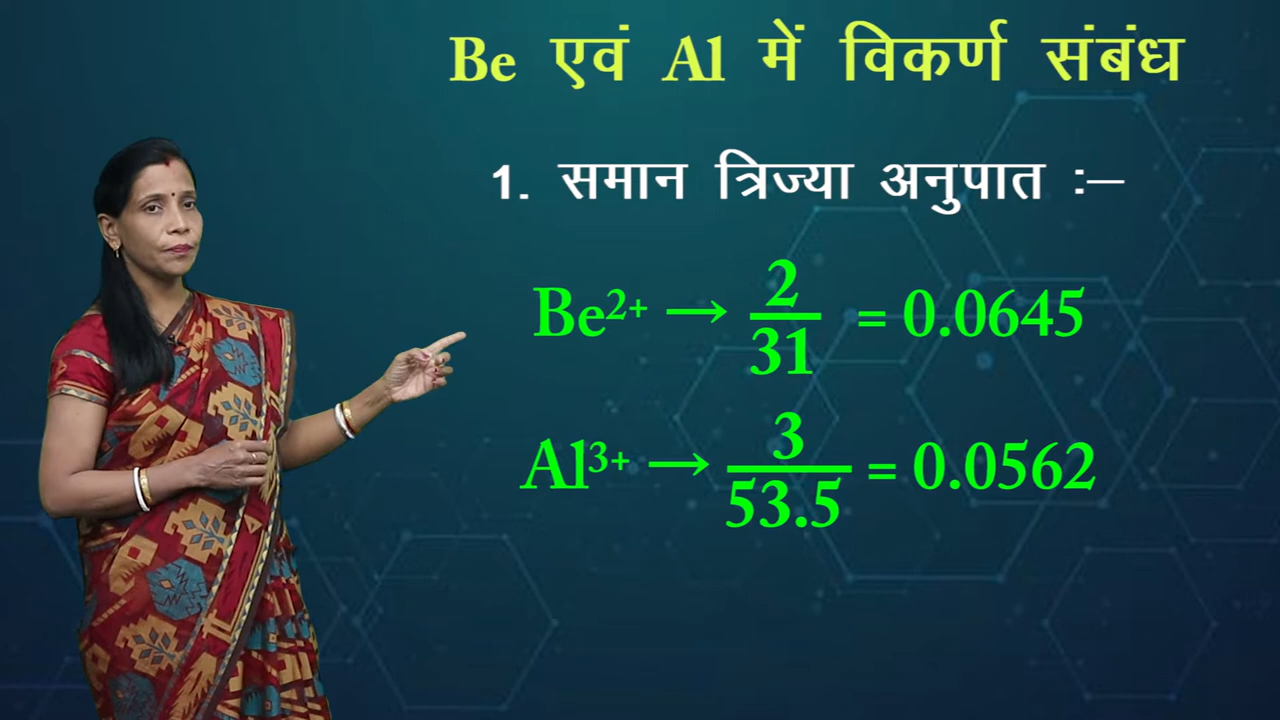 Be एवं Al में विकर्ण संबंध
1. समान त्रिज्या अनुपात :–
Be²⁺ → 2/31 = 0.0645
Al³⁺ → 3/53.5 = 0.0562